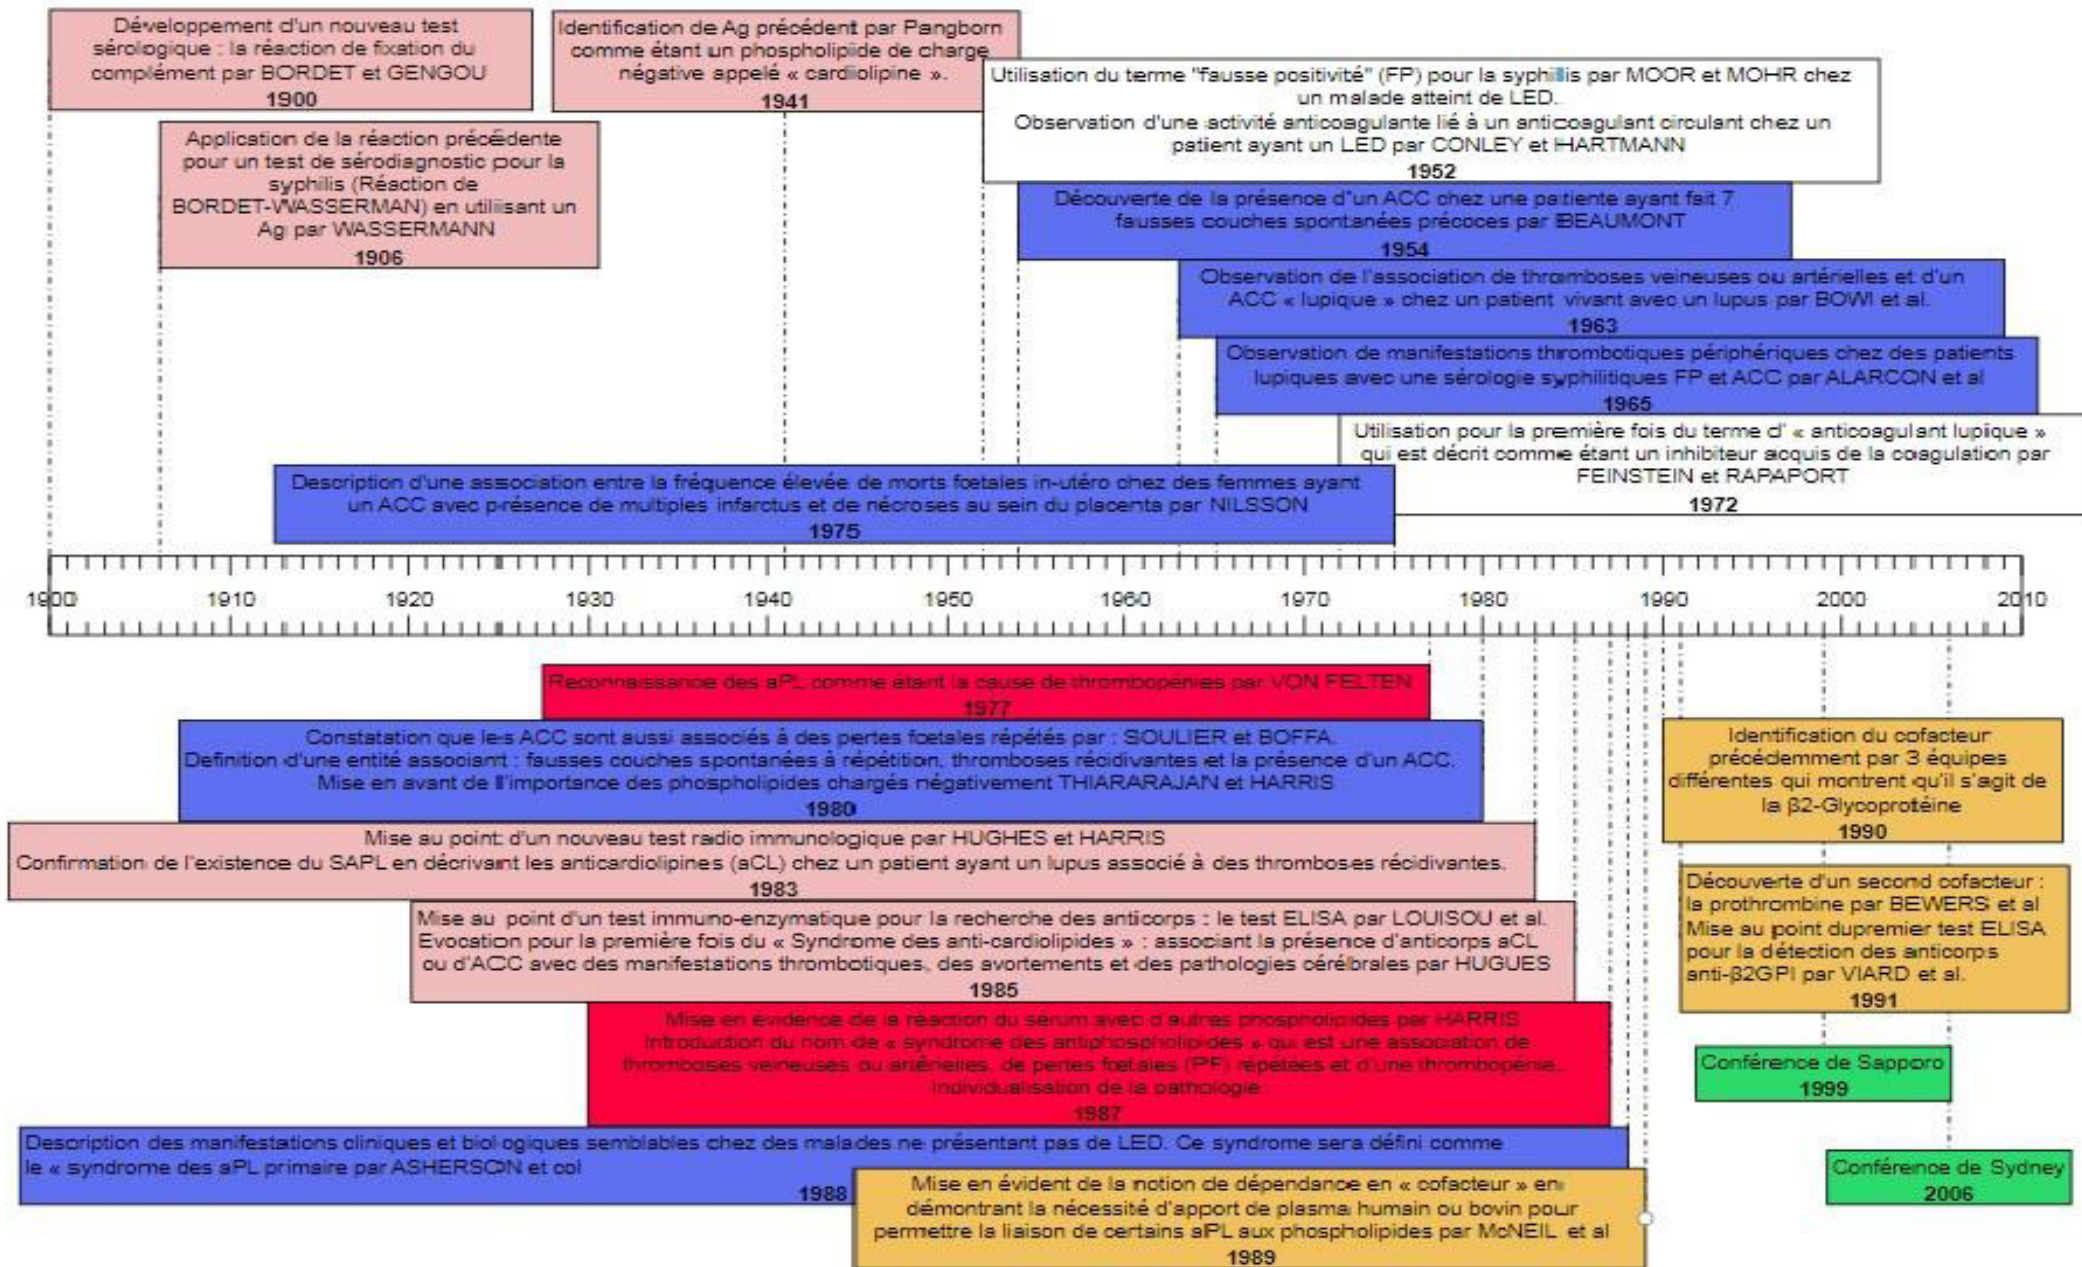 Développement d'un nouveau test
sérologique : la réaction de fixation du
complément par BORDET et GENGOU
1900
Identification de Ag précédent par Pangborn
comme étant un phospholipide de charge
négative appelé « cardiolipine ».
1941
Utilisation du terme "fausse positivité" (FP) pour la syphilis par MOOR et MOHR chez
un malade atteint de LED.
Observation d'une activité anticoagulante lié à un anticoagulant circulant chez un
patient ayant un LED par CONLEY et HARTMANN
1952
Application de la réaction précédente
pour un test de sérodiagnostic pour la
syphilis (Réaction de
BORDET-WASSERMAN) en utilisant un
Ag par WASSERMANN
1906
Découverte de la présence d'un ACC chez une patiente ayant fait 7
fausses couches spontanées précoces par BEAUMONT
1954
Observation de l'association de thromboses veineuses ou artérielles et d'un
ACC « lupique » chez un patient vivant avec un lupus par BOWI et al.
1963
Observation de manifestations thrombotiques périphériques chez des patients
lupiques avec une sérologie syphilitiques FP et ACC par ALARCON et al
1965
Utilisation pour la première fois du terme d' « anticoagulant lupique »
qui est décrit comme étant un inhibiteur acquis de la coagulation par
FEINSTEIN et RAPAPORT
1972
Description d'une association entre la fréquence élevée de morts fœtales in-utéro chez des femmes ayant
un ACC avec présence de multiples infarctus et de nécroses au sein du placenta par NILSSON
1975
1900 1910 1920 1930 1940 1950 1960 1970 1980 1990 2000 2010
Reconnaissance des aPL comme étant la cause de thrombopénies par VON FELTEN
1977
Constatation que les ACC sont aussi associés à des pertes fœtales répétés par : SOULIER et BOFFA.
Definition d'une entité associant : fausses couches spontanées à répétition, thromboses récidivantes et la présence d'un ACC.
Mise en avant de l'importance des phospholipides chargés négativement THIARARAJAN et HARRIS
1980
Mise au point d'un nouveau test radio immunologique par HUGHES et HARRIS
Confirmation de l'existence du SAPL en décrivant les anticardiolipines (aCL) chez un patient ayant un lupus associé à des thromboses récidivantes.
1983
Mise au point d'un test immuno-enzymatique pour la recherche des anticorps : le test ELISA par LOUISOU et al.
Evocation pour la première fois du « Syndrome des anti-cardiolipides » : associant la présence d'anticorps aCL
ou d'ACC avec des manifestations thrombotiques, des avortements et des pathologies cérébrales par HUGUES
1985
Mise en évidence de la réaction du sérum avec d'autres phospholipides par HARRIS
Introduction du nom de « syndrome des antiphospholipides » qui est une association de
thromboses veineuses ou artérielles, de pertes fœtales (PF) répétées et d'une thrombopénie.
Individualisation de la pathologie.
1987
Description des manifestations cliniques et biologiques semblable chez des malades ne présentant pas de LED. Ce syndrome sera défini comme
le « syndrome des aPL primaire par ASHERSON et col
1988
Mise en évident de la notion de dépendance en « cofacteur » en
démontrant la nécessité d'apport de plasma humain ou bovin pour
permettre la liaison de certains aPL aux phospholipides par McNEIL et al
1989
Identification du cofacteur
précédemment par 3 équipes
différentes qui montrent qu'il s'agit de
la β2-Glycoprotéine
1990
Découverte d'un second cofacteur :
la prothrombine par BEWERS et al
Mise au point dupremier test ELISA
pour la détection des anticorps
anti-β2GPI par VIARD et al.
1991
Conférence de Sapporo
1999
Conférence de Sydney
2006